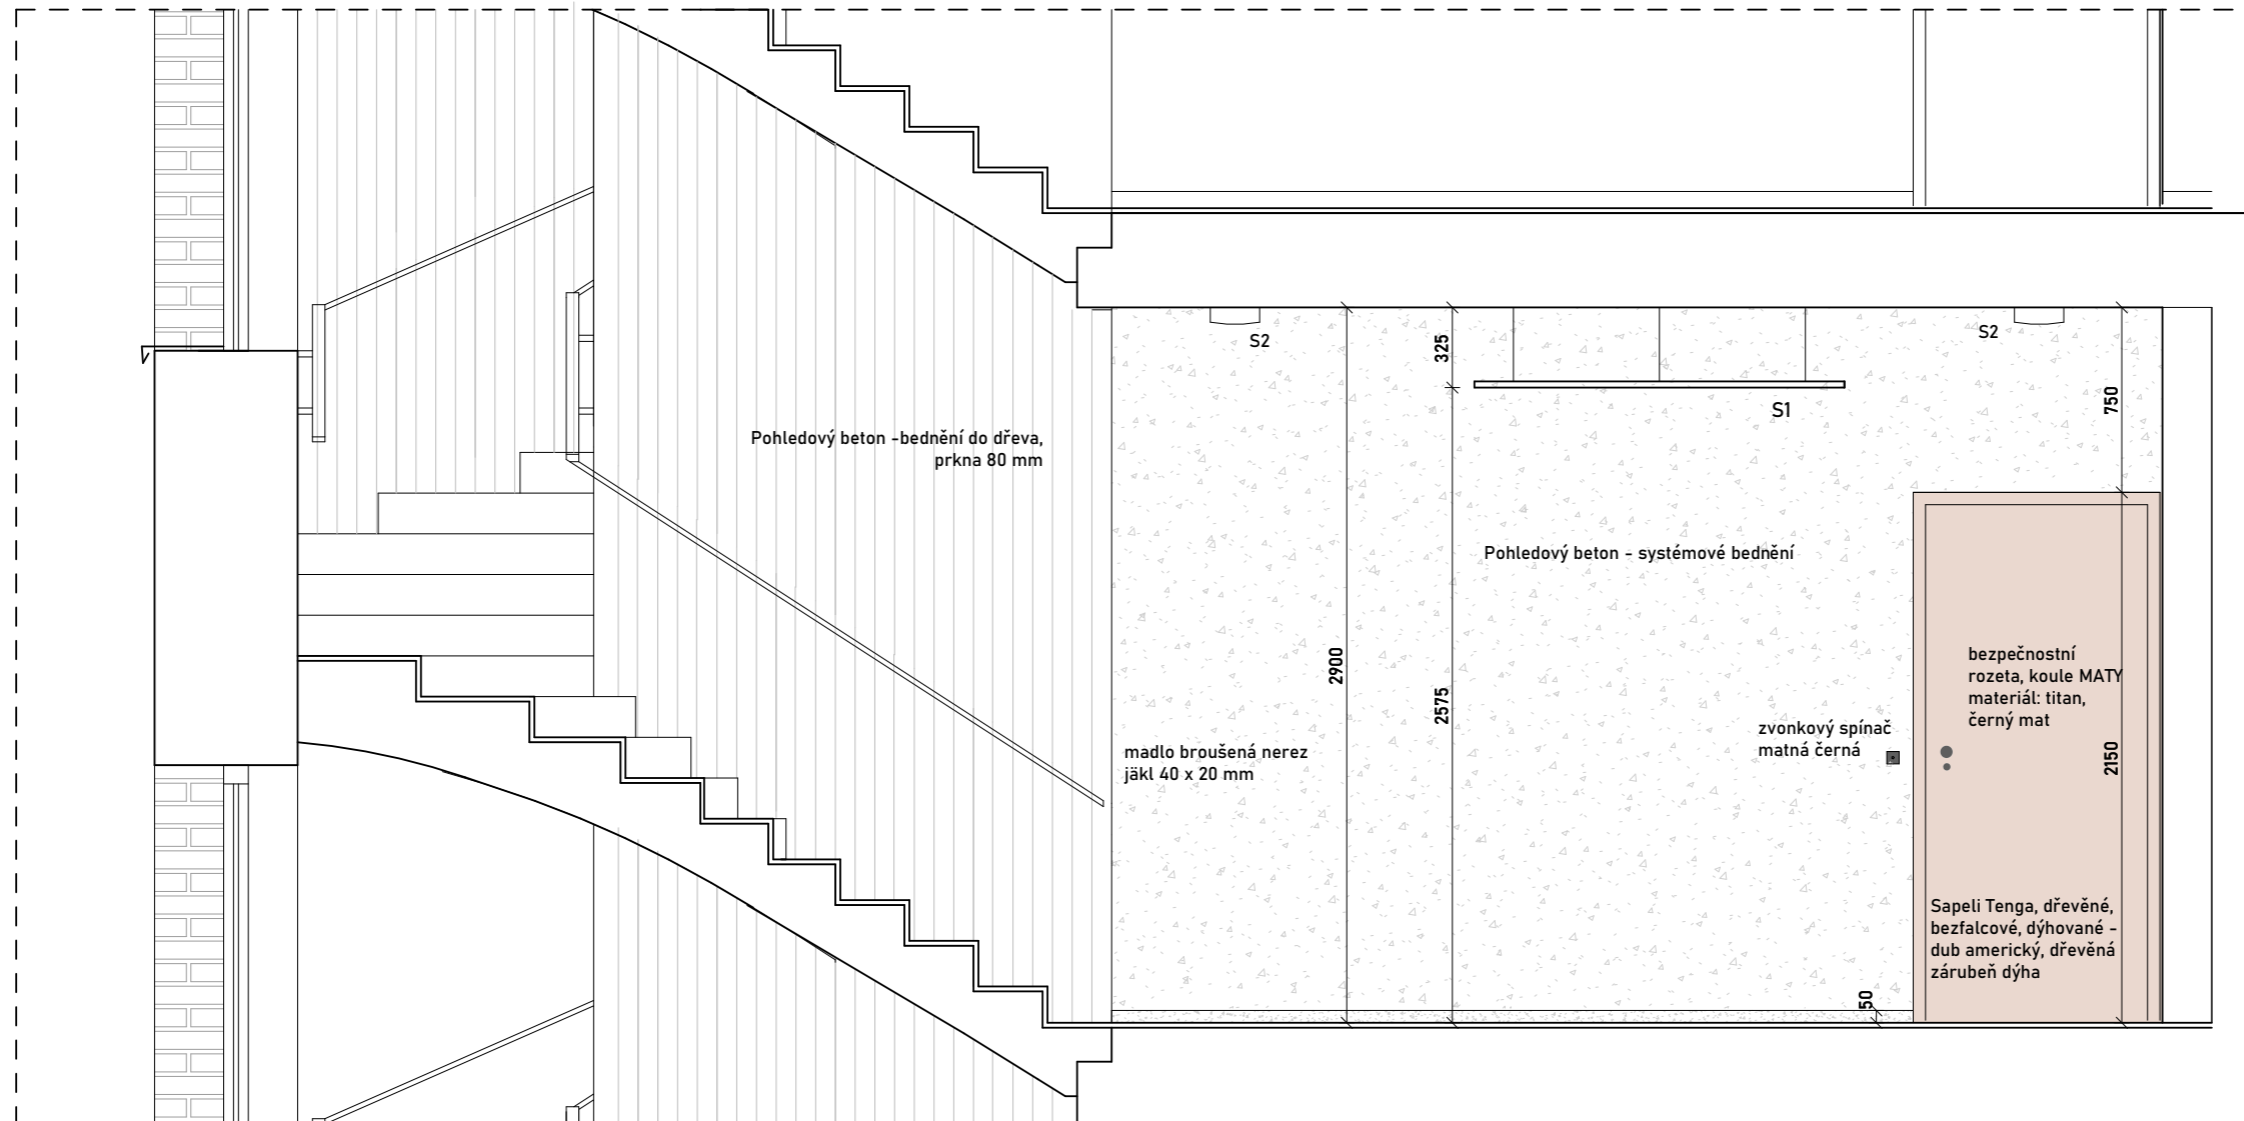 S2
S2
325
S1
750
Pohledový beton -bednění do dřeva,
prkna 80 mm
Pohledový beton - systémové bednění
2900
2575
bezpečnostní
rozeta, koule MATY
materiál: titan,
černý mat
zvonkový spínač
matná černá
madlo broušená nerez
jäkl 40 x 20 mm
2150
Sapeli Tenga, dřevěné,
bezfalcové, dýhované -
dub americký, dřevěná
zárubeň dýha
50